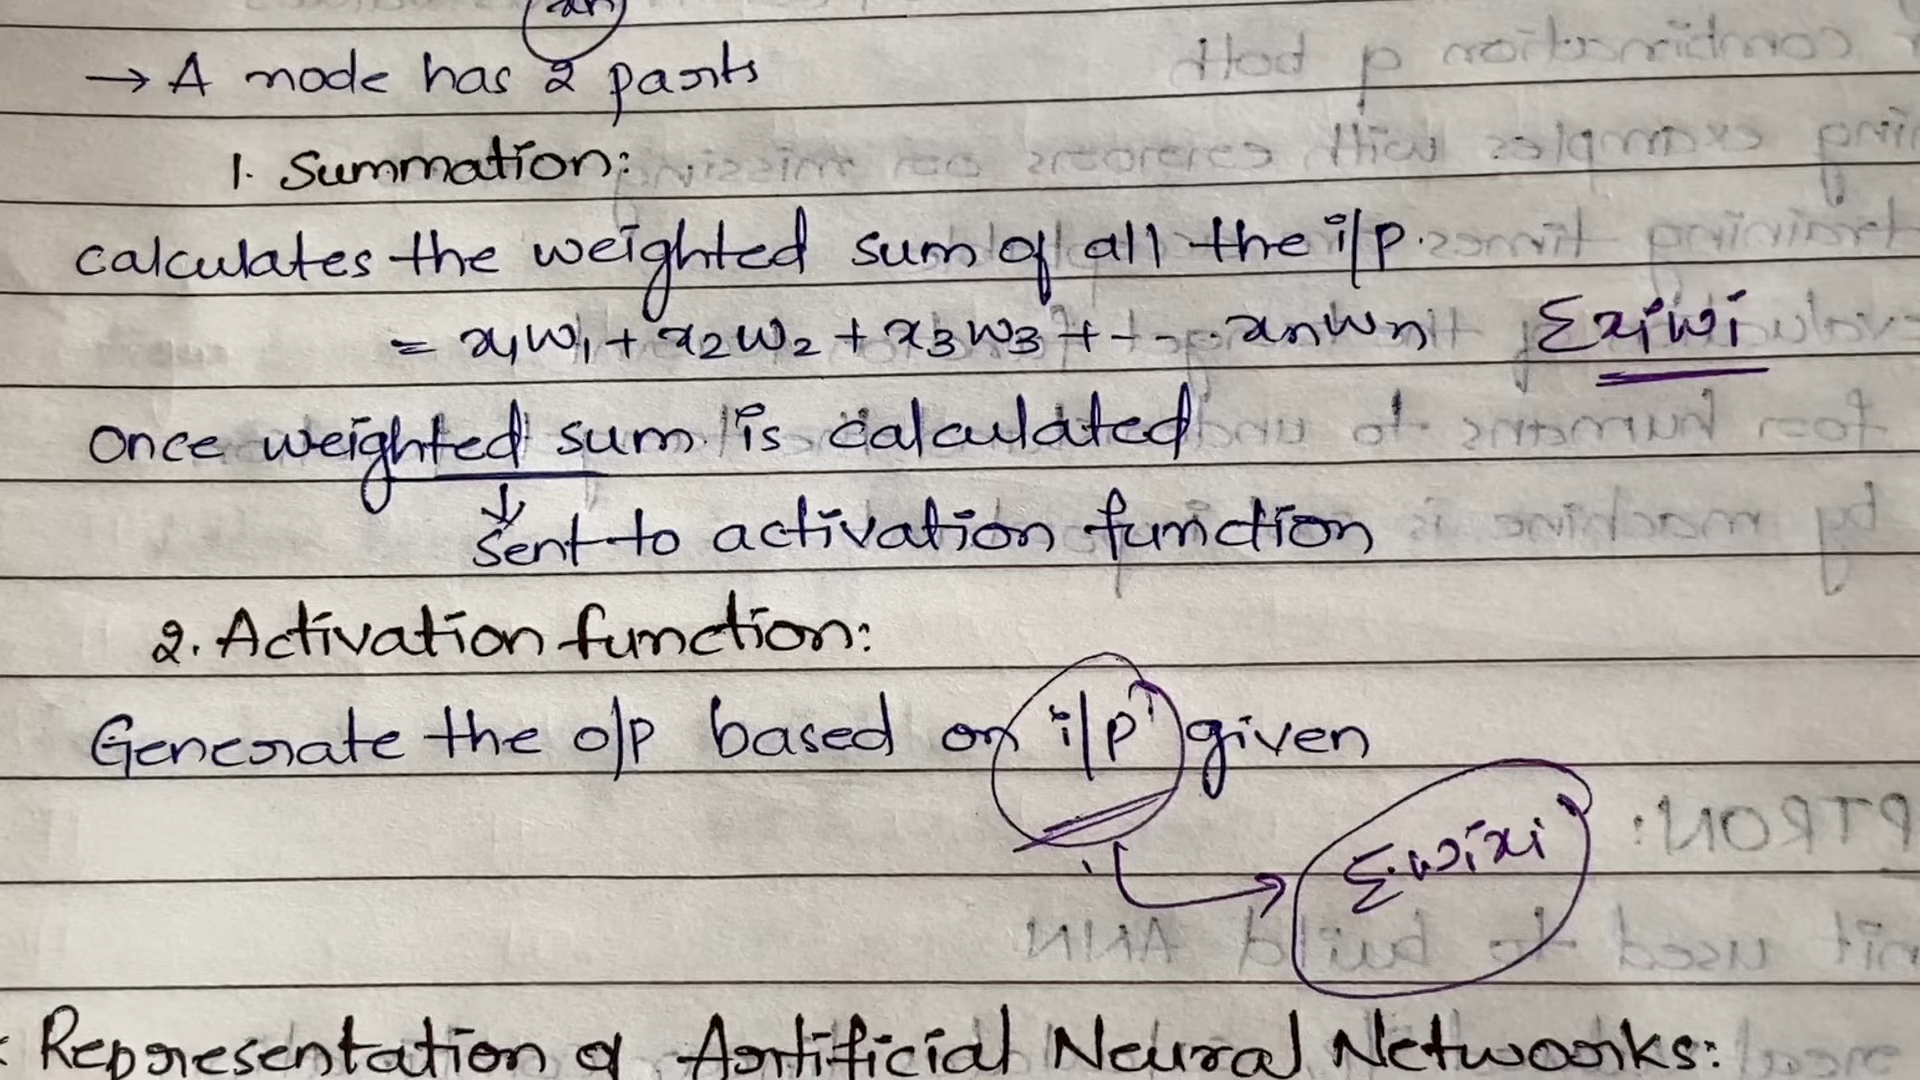 xn
→ A node has 2 parts
1. Summation:
calculates the weighted sum of all the i/p.
= x1w1 + x2w2 + x3w3 + - - . xnwn Σxiwi
once weighted sum is calculated
↓
sent to activation function
2. Activation function:
Generate the o/p based on i/p given
Σwixi
Representation of Artificial Neural Networks: